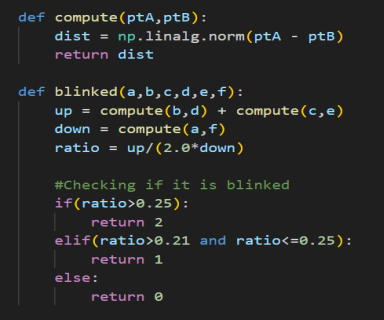 def compute(ptA,ptB):
    dist = np.linalg.norm(ptA - ptB)
    return dist

def blinked(a,b,c,d,e,f):
    up = compute(b,d) + compute(c,e)
    down = compute(a,f)
    ratio = up/(2.0*down)

    #Checking if it is blinked
    if(ratio>0.25):
        return 2
    elif(ratio>0.21 and ratio<=0.25):
        return 1
    else:
        return 0